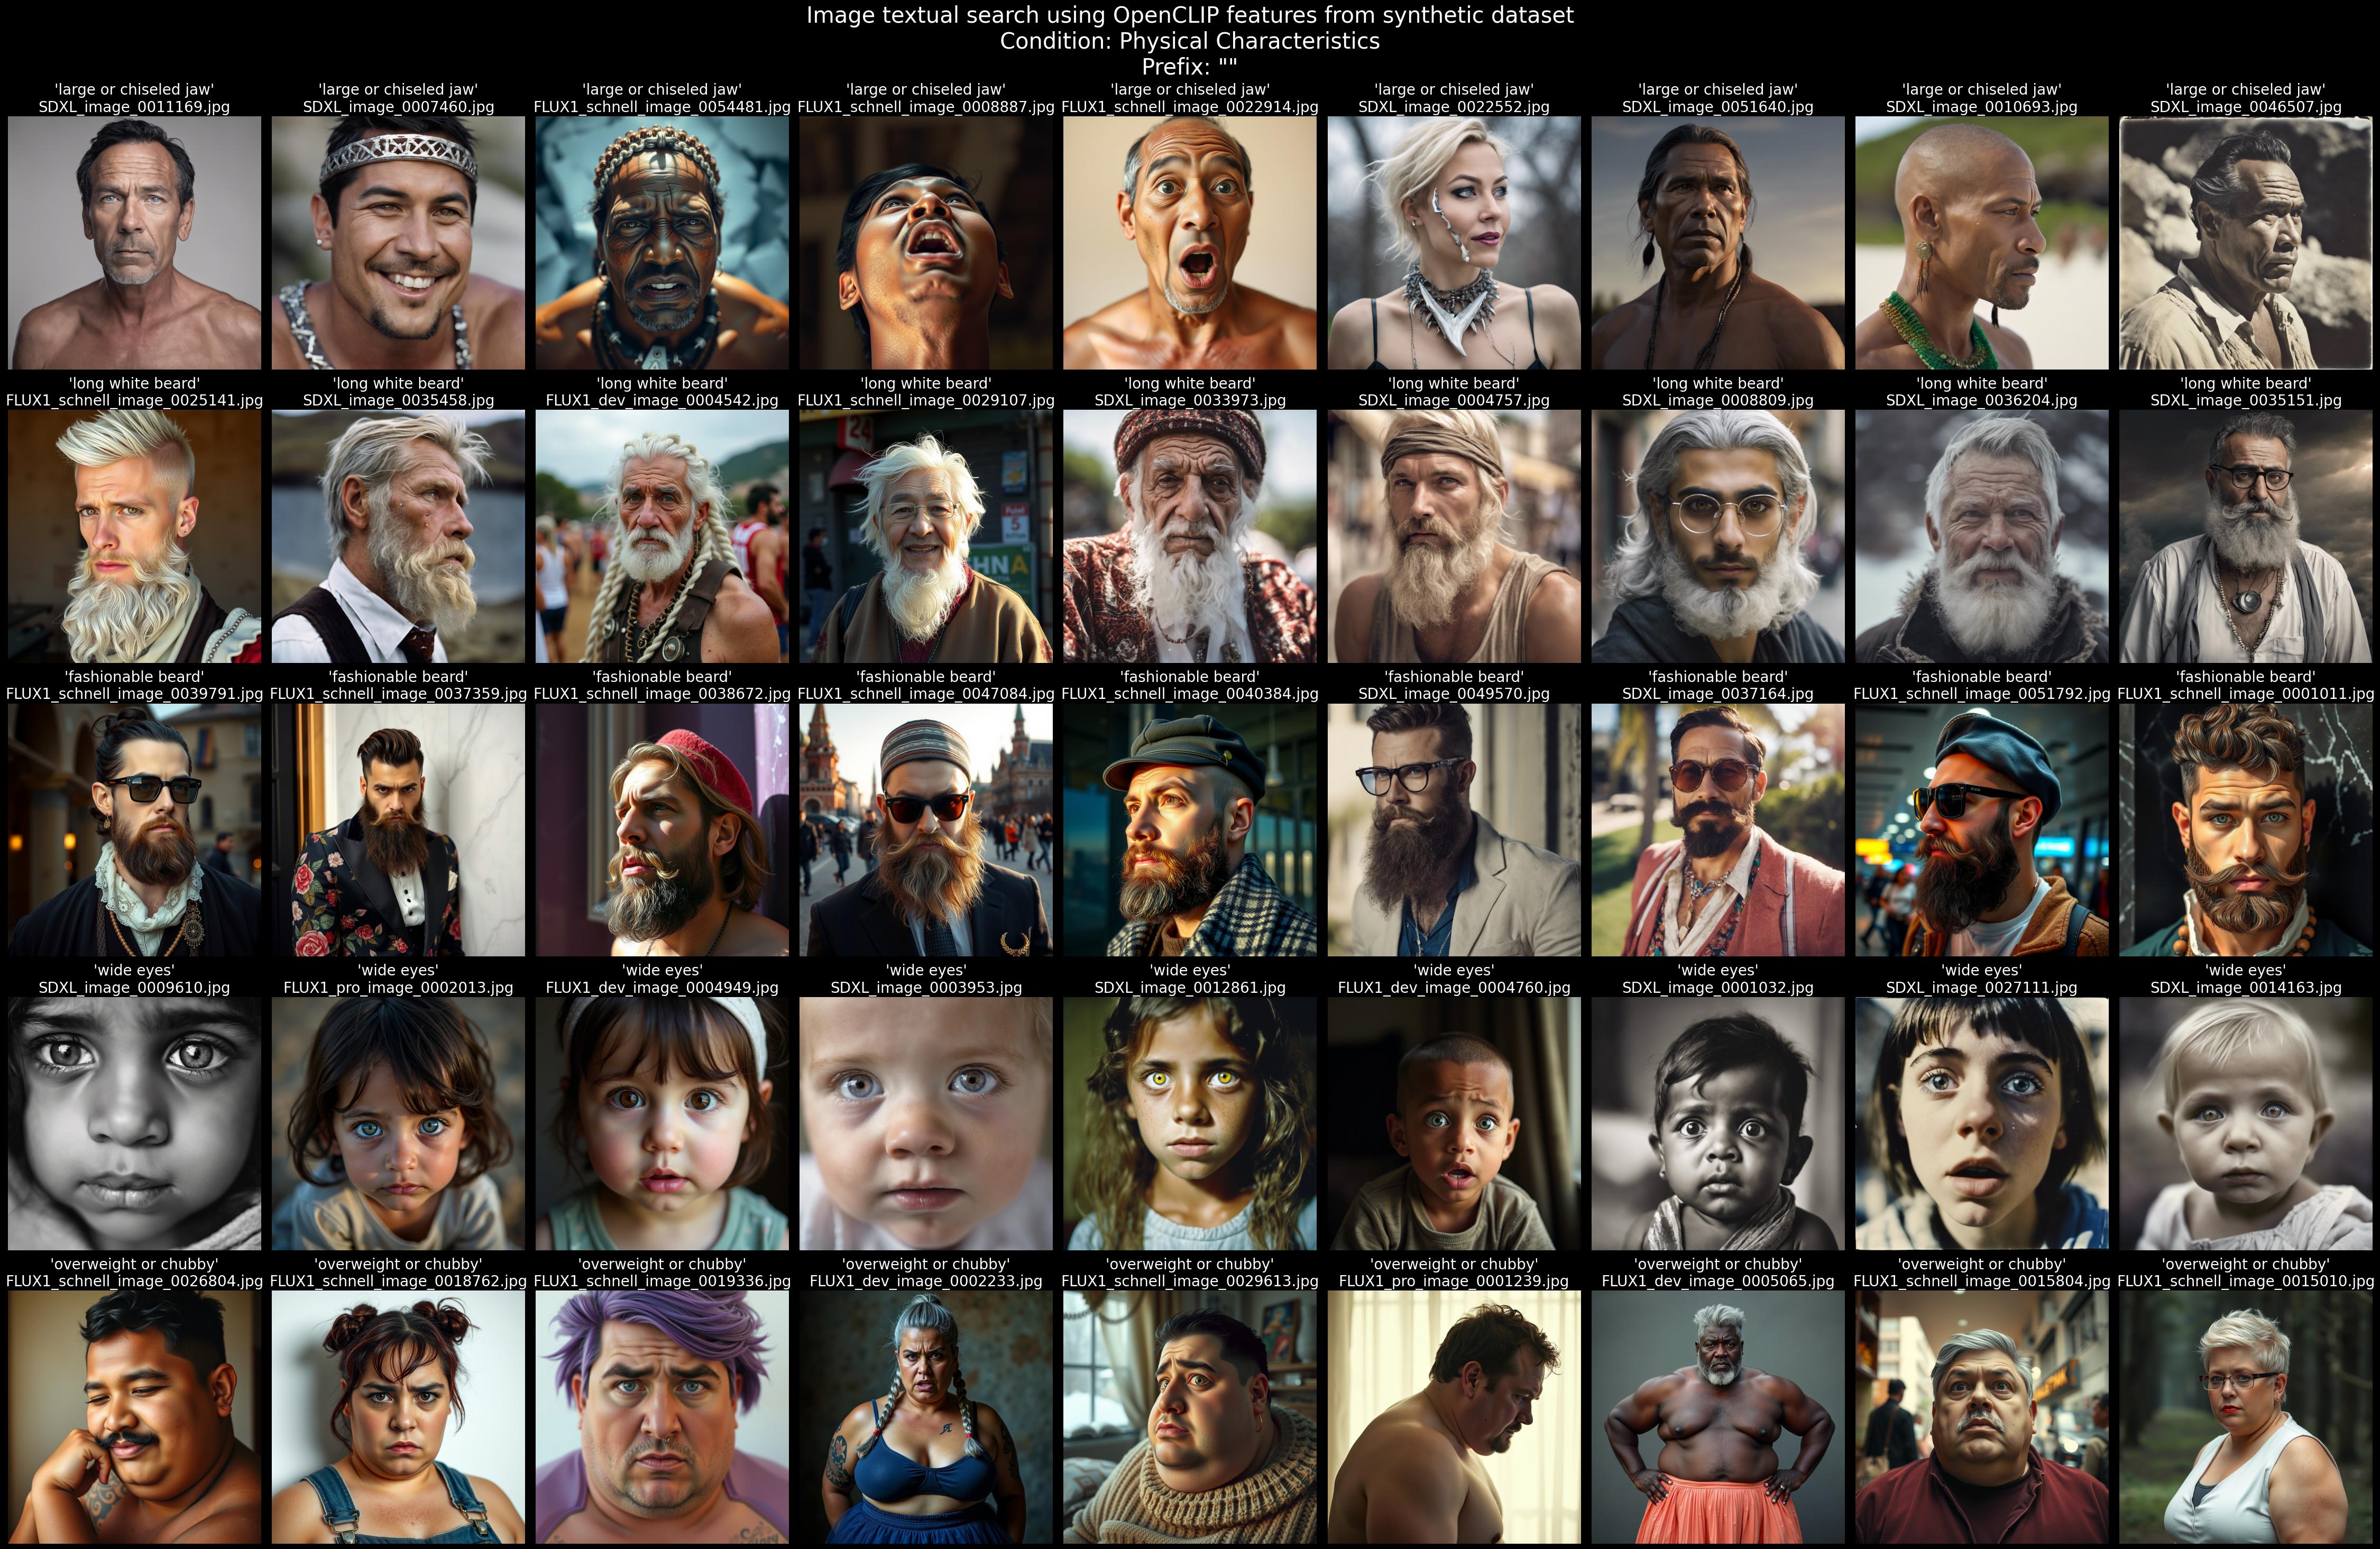 Image textual search using OpenCLIP features from synthetic dataset
Condition: Physical Characteristics
Prefix: ""
'large or chiseled jaw' 'large or chiseled jaw' 'large or chiseled jaw' 'large or chiseled jaw' 'large or chiseled jaw' 'large or chiseled jaw' 'large or chiseled jaw' 'large or chiseled jaw' 'large or chiseled jaw'
SDXL_image_0011169.jpg SDXL_image_0007460.jpg FLUX1_schnell_image_0054481.jpg FLUX1_schnell_image_0008887.jpg FLUX1_schnell_image_0022914.jpg SDXL_image_0022552.jpg SDXL_image_0051640.jpg SDXL_image_0010693.jpg SDXL_image_0046507.jpg
'long white beard' 'long white beard' 'long white beard' 'long white beard' 'long white beard' 'long white beard' 'long white beard' 'long white beard' 'long white beard'
FLUX1_schnell_image_0025141.jpg SDXL_image_0035458.jpg FLUX1_dev_image_0004542.jpg FLUX1_schnell_image_0029107.jpg SDXL_image_0033973.jpg SDXL_image_0004757.jpg SDXL_image_0008809.jpg SDXL_image_0036204.jpg SDXL_image_0035151.jpg
24
5
HNA
'fashionable beard' 'fashionable beard' 'fashionable beard' 'fashionable beard' 'fashionable beard' 'fashionable beard' 'fashionable beard' 'fashionable beard' 'fashionable beard'
FLUX1_schnell_image_0039791.jpg FLUX1_schnell_image_0037359.jpg FLUX1_schnell_image_0038672.jpg FLUX1_schnell_image_0047084.jpg FLUX1_schnell_image_0040384.jpg SDXL_image_0049570.jpg SDXL_image_0037164.jpg FLUX1_schnell_image_0051792.jpg FLUX1_schnell_image_0001011.jpg
'wide eyes' 'wide eyes' 'wide eyes' 'wide eyes' 'wide eyes' 'wide eyes' 'wide eyes' 'wide eyes' 'wide eyes'
SDXL_image_0009610.jpg FLUX1_pro_image_0002013.jpg FLUX1_dev_image_0004949.jpg SDXL_image_0003953.jpg SDXL_image_0012861.jpg FLUX1_dev_image_0004760.jpg SDXL_image_0001032.jpg SDXL_image_0027111.jpg SDXL_image_0014163.jpg
'overweight or chubby' 'overweight or chubby' 'overweight or chubby' 'overweight or chubby' 'overweight or chubby' 'overweight or chubby' 'overweight or chubby' 'overweight or chubby' 'overweight or chubby'
FLUX1_schnell_image_0026804.jpg FLUX1_schnell_image_0018762.jpg FLUX1_schnell_image_0019336.jpg FLUX1_dev_image_0002233.jpg FLUX1_schnell_image_0029613.jpg FLUX1_pro_image_0001239.jpg FLUX1_dev_image_0005065.jpg FLUX1_schnell_image_0015804.jpg FLUX1_schnell_image_0015010.jpg